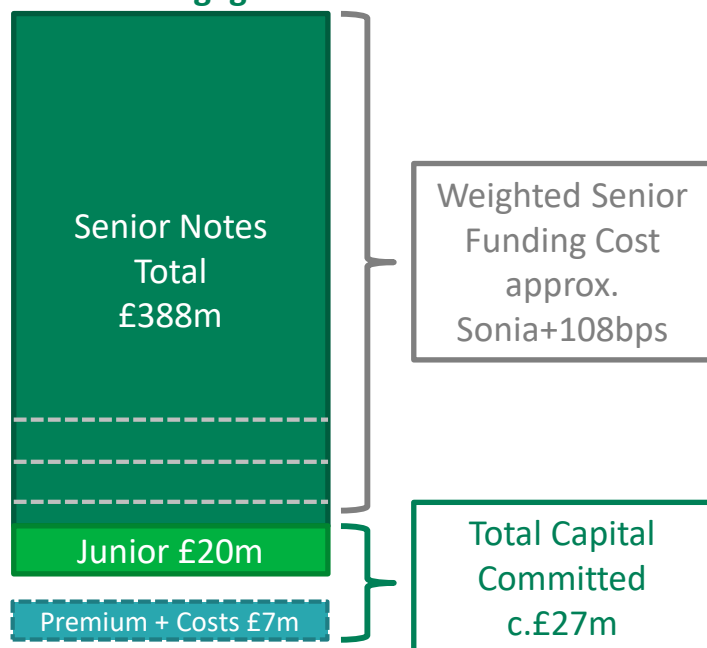 Senior Notes
Total
£388m
Weighted Senior
Funding Cost
approx.
Sonia+108bps
Junior £20m
Premium + Costs £7m
Total Capital
Committed
c.£27m